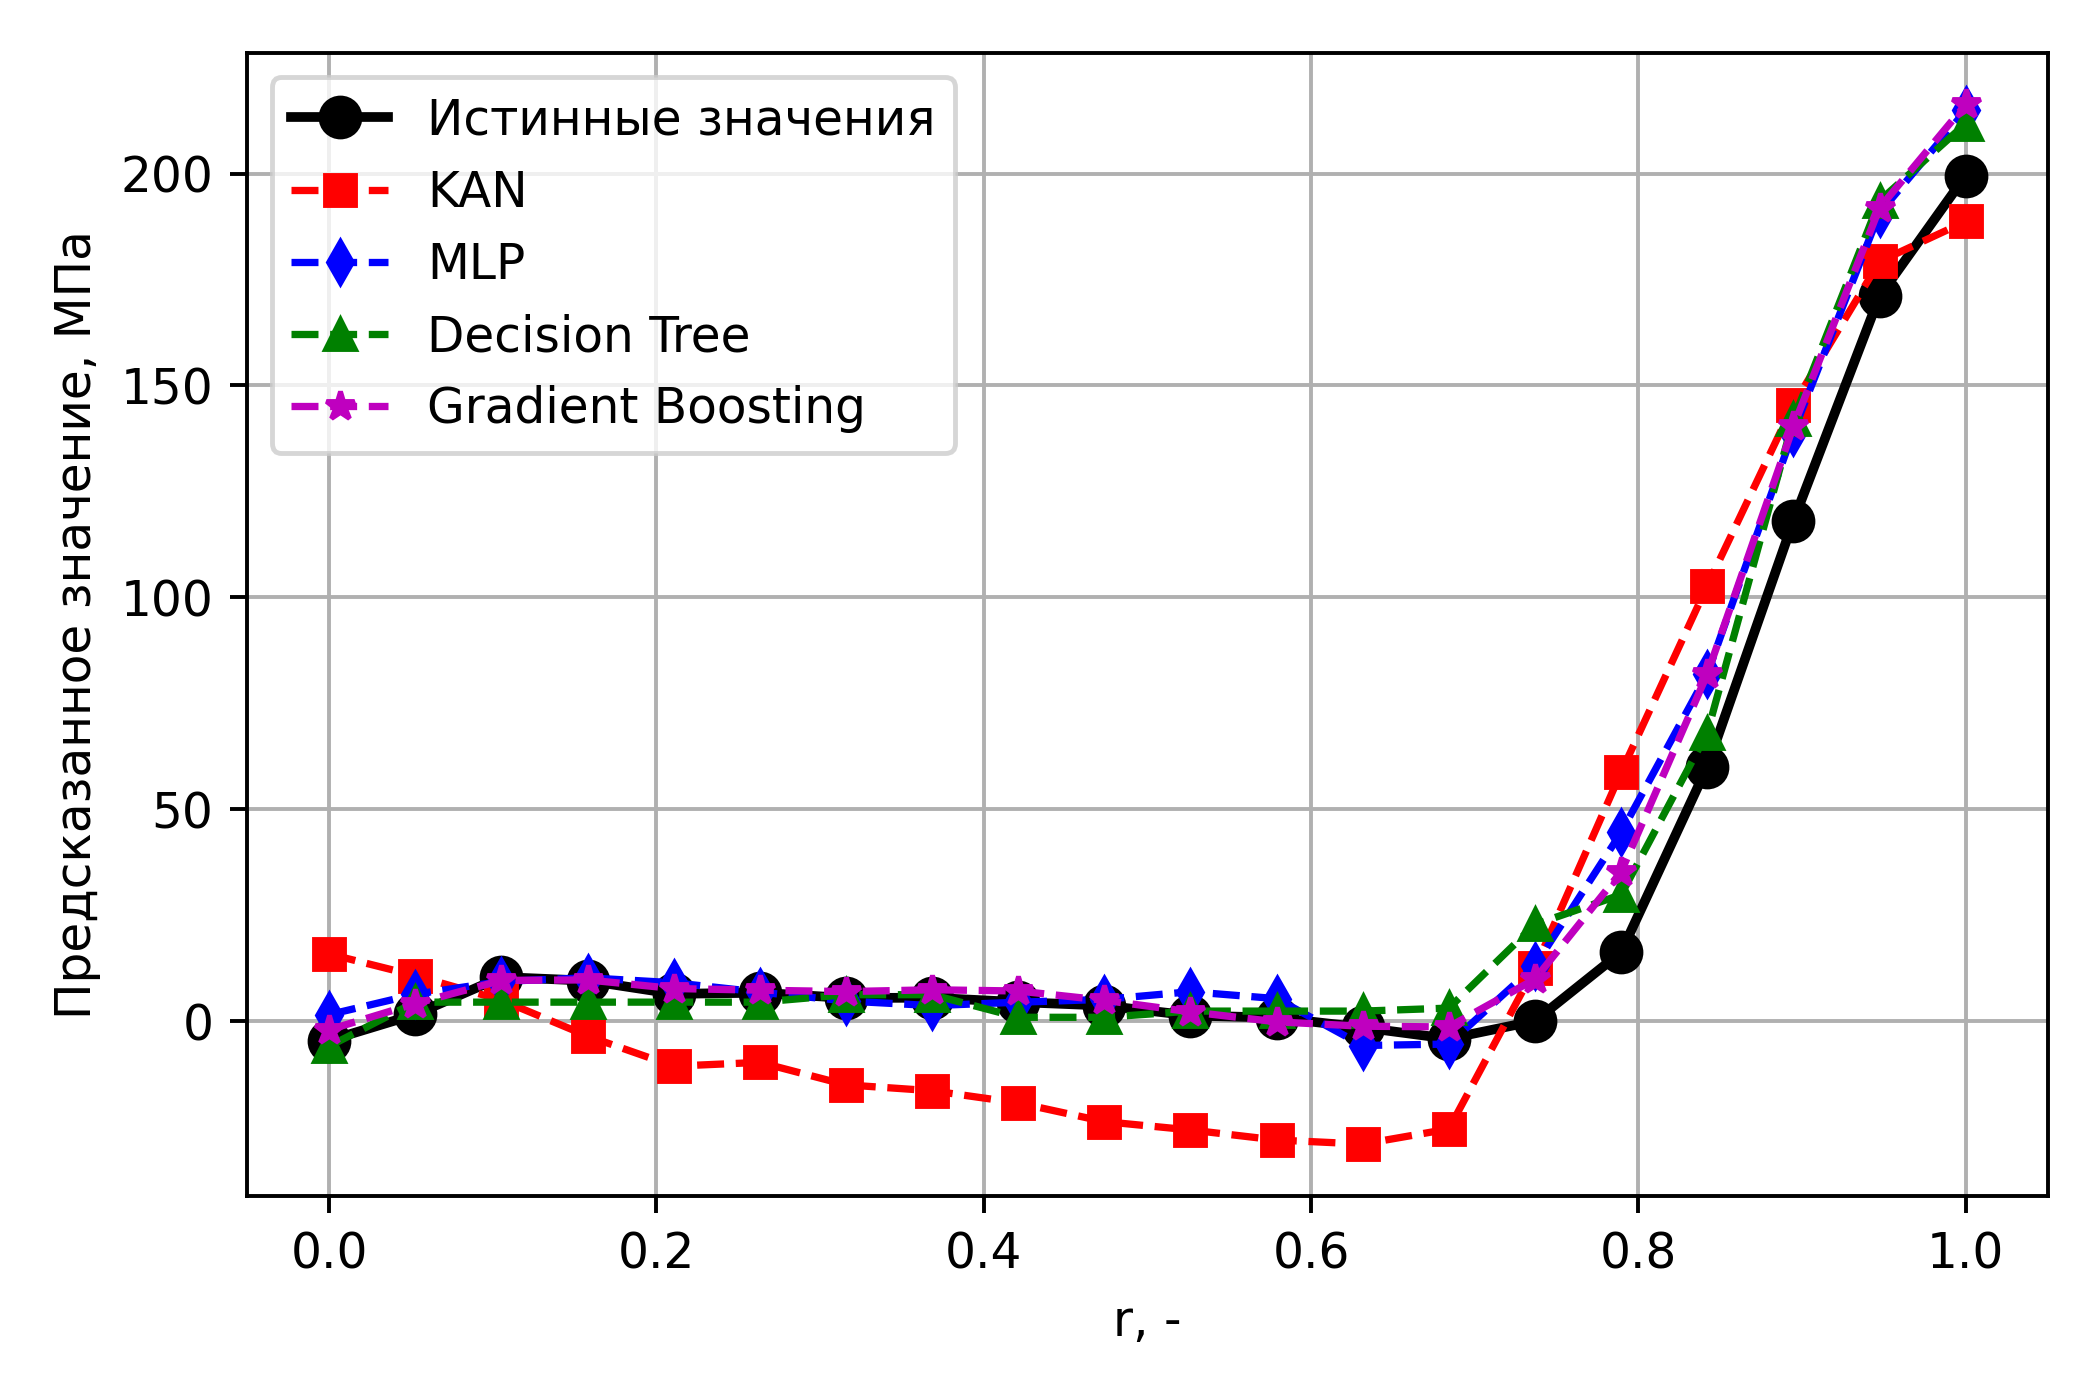 Истинные значения
KAN
MLP
Decision Tree
Gradient Boosting
Предсказанное значение, МПа
200
150
100
50
0
0.0 0.2 0.4 0.6 0.8 1.0
r, -